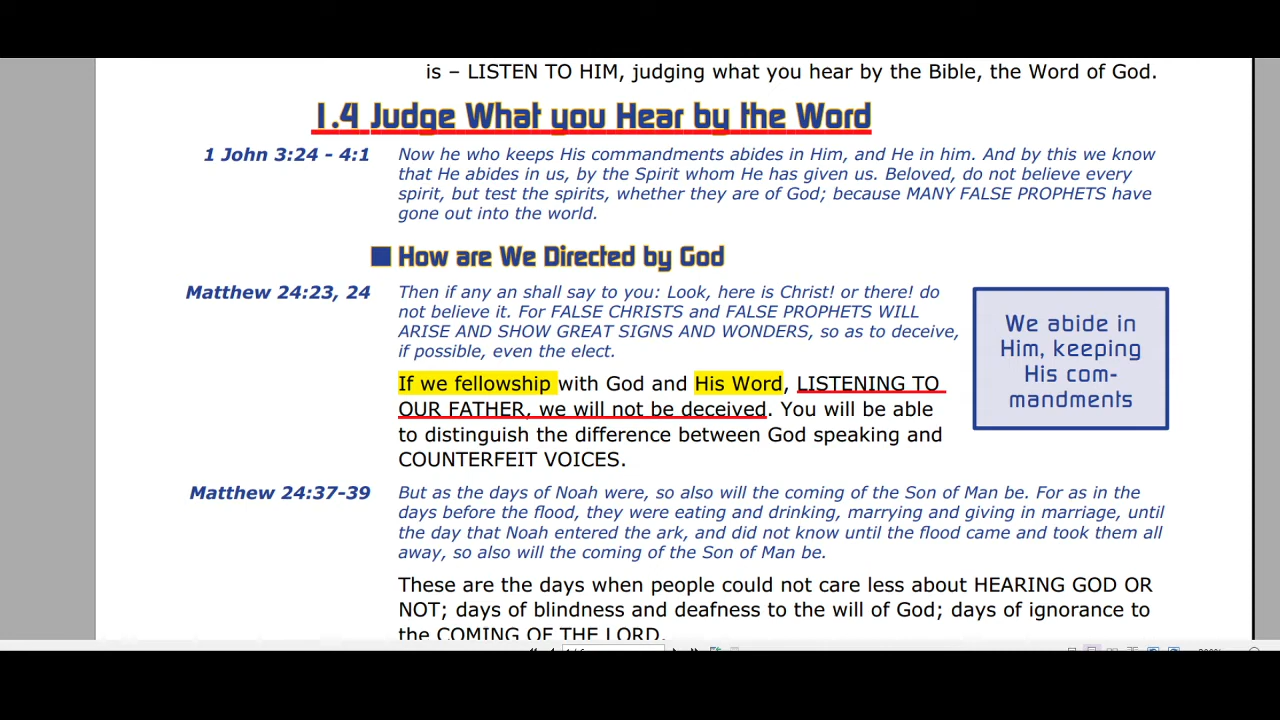 is – LISTEN TO HIM, judging what you hear by the Bible, the Word of God.
1.4 Judge What you Hear by the Word
1 John 3:24 - 4:1
Now he who keeps His commandments abides in Him, and He in him. And by this we know
that He abides in us, by the Spirit whom He has given us. Beloved, do not believe every
spirit, but test the spirits, whether they are of God; because MANY FALSE PROPHETS have
gone out into the world.
How are We Directed by God
Matthew 24:23, 24
Then if any an shall say to you: Look, here is Christ! or there! do
not believe it. For FALSE CHRISTS and FALSE PROPHETS WILL
ARISE AND SHOW GREAT SIGNS AND WONDERS, so as to deceive,
if possible, even the elect.
We abide in
Him, keeping
His com-
mandments
If we fellowship with God and His Word, LISTENING TO
OUR FATHER, we will not be deceived. You will be able
to distinguish the difference between God speaking and
COUNTERFEIT VOICES.
Matthew 24:37-39
But as the days of Noah were, so also will the coming of the Son of Man be. For as in the
days before the flood, they were eating and drinking, marrying and giving in marriage, until
the day that Noah entered the ark, and did not know until the flood came and took them all
away, so also will the coming of the Son of Man be.
These are the days when people could not care less about HEARING GOD OR
NOT; days of blindness and deafness to the will of God; days of ignorance to
the COMING OF THE LORD.